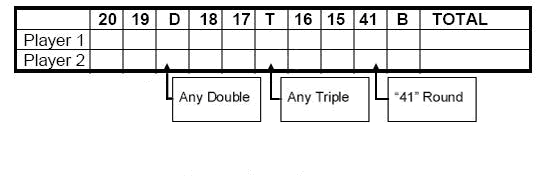 20 19 D 18 17 T 16 15 41 B TOTAL
Player 1
Player 2
Any Double Any Triple “41” Round